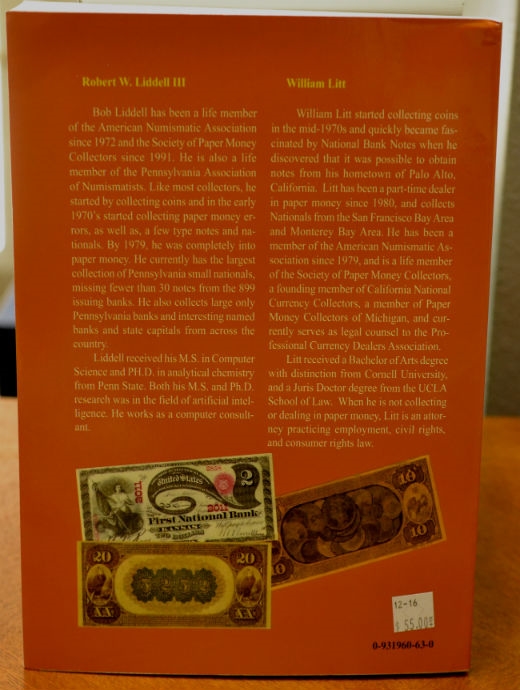 Robert W. Liddell III
Bob Liddell has been a life member
of the American Numismatic Association
since 1972 and the Society of Paper Money
Collectors since 1991. He is also a life
member of the Pennsylvania Association
of Numismatists. Like most collectors, he
started by collecting coins and in the early
1970's started collecting paper money er-
rors, as well as, a few type notes and na-
tionals. By 1979, he was completely into
paper money. He currently has the largest
collection of Pennsylvania small nationals,
missing fewer than 30 notes from the 899
issuing banks. He also collects large only
Pennsylvania banks and interesting named
banks and state capitals from across the
country.
Liddell received his M.S. in Computer
Science and PH.D. in analytical chemistry
from Penn State. Both his M.S. and Ph.D.
research was in the field of artificial intel-
ligence. He works as a computer consult-
ant.
William Litt
William Litt started collecting coins
in the mid-1970s and quickly became fas-
cinated by National Bank Notes when he
discovered that it was possible to obtain
notes from his hometown of Palo Alto,
California. Litt has been a part-time dealer
in paper money since 1980, and collects
Nationals from the San Francisco Bay Area
and Monterey Bay Area. He has been a
member of the American Numismatic As-
sociation since 1979, and is a life member
of the Society of Paper Money Collectors,
a founding member of California National
Currency Collectors, a member of Paper
Money Collectors of Michigan, and cur-
rently serves as legal counsel to the Pro-
fessional Currency Dealers Association.
Litt received a Bachelor of Arts degree
with distinction from Cornell University,
and a Juris Doctor degree from the UCLA
School of Law. When he is not collecting
or dealing in paper money, Litt is an attor-
ney practicing employment, civil rights,
and consumer rights law.
2
United States
2011
2011
First National Bank
TWO DOLLARS
10
10
10
20
20
XX
XX
12-16
$ 55.00
0-931960-63-0